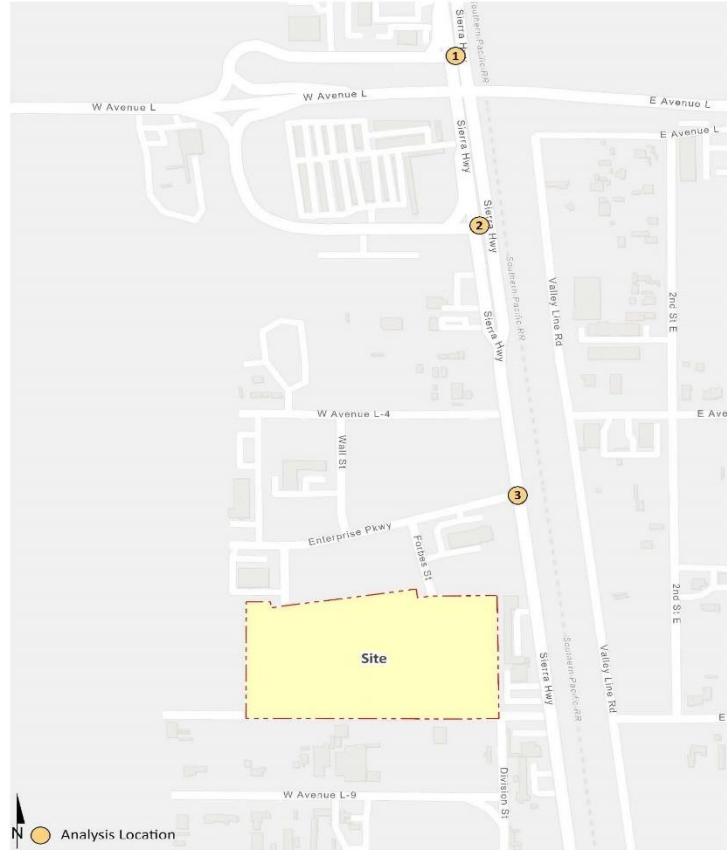 Sierra Hwy
Southern Pacific RR
1
W Avenue L
W Avenue L
E Avenue L
E Avenue L
Sierra Hwy
Sierra Hwy
2
Southern Pacific RR
Valley Line Rd
2nd St E
Sierra Hwy
W Avenue L-4
E Ave
Wall St
3
Enterprise Pkwy
Forbes St
2nd St E
Site
Sierra Hwy
Southern Pacific RR
Valley Line Rd
E
Division St
W Avenue L-9
N
Analysis Location